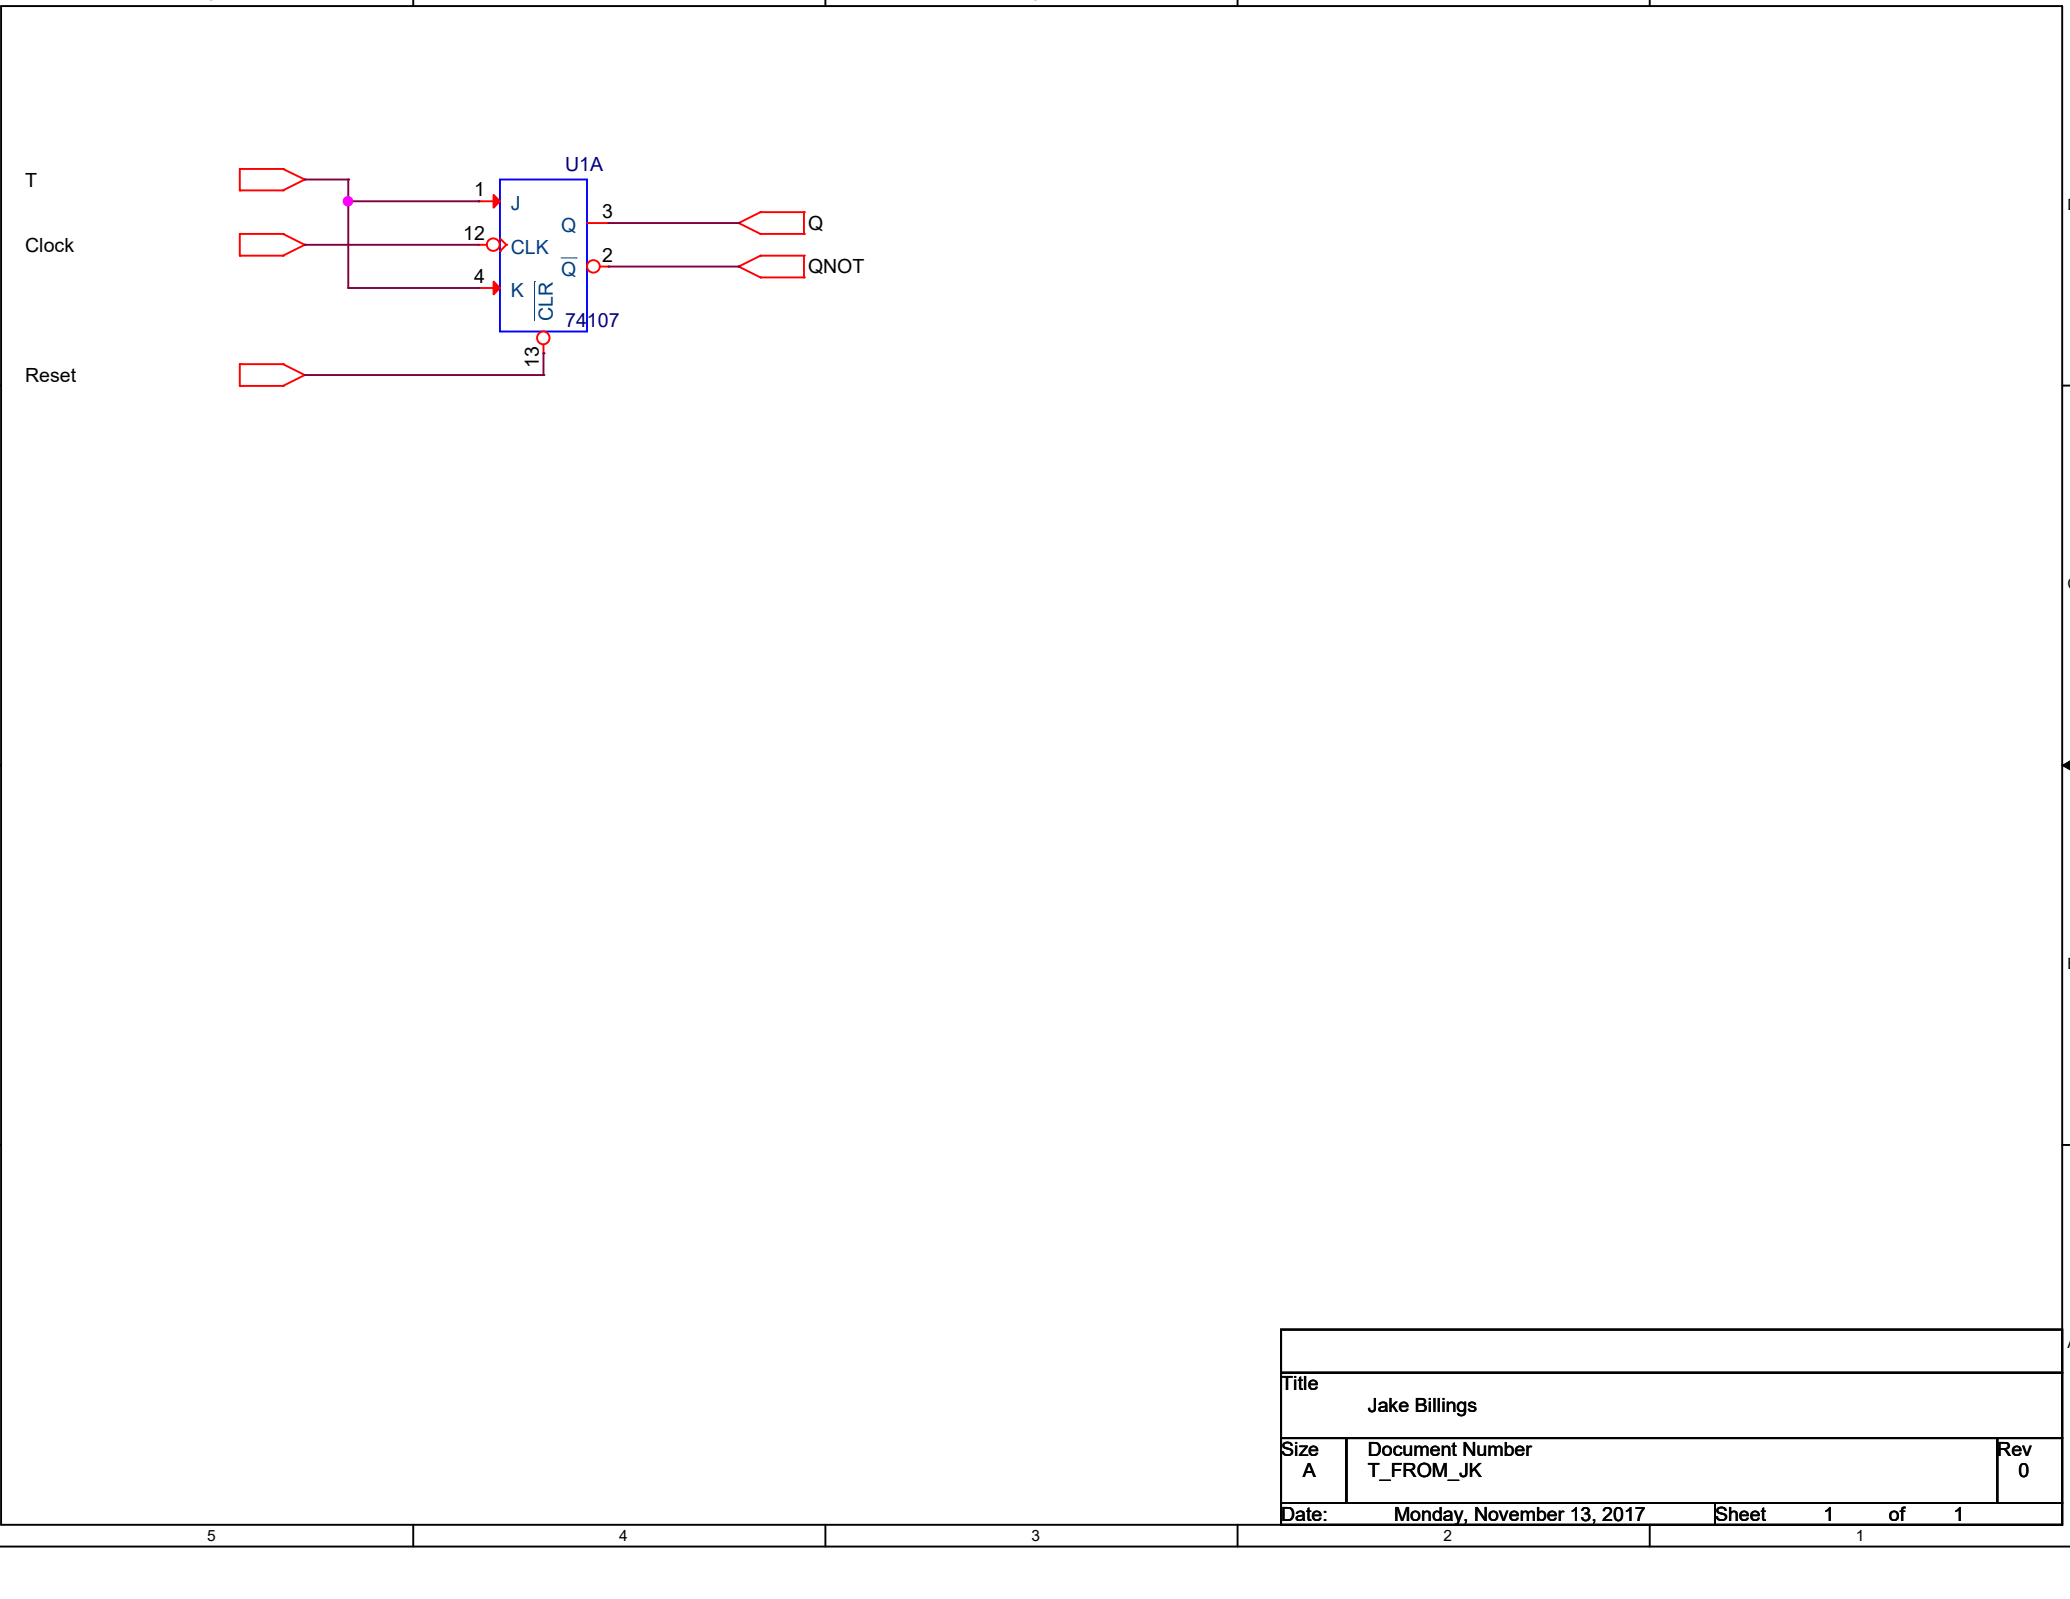 T
Clock
Reset
U1A
1
12
4
13
J
CLK
K
CLR
Q
Q
74107
3
2
Q
QNOT
Title
Jake Billings
Size
A
Document Number
T_FROM_JK
Rev
0
Date: Monday, November 13, 2017 Sheet 1 of 1
5 4 3 2 1